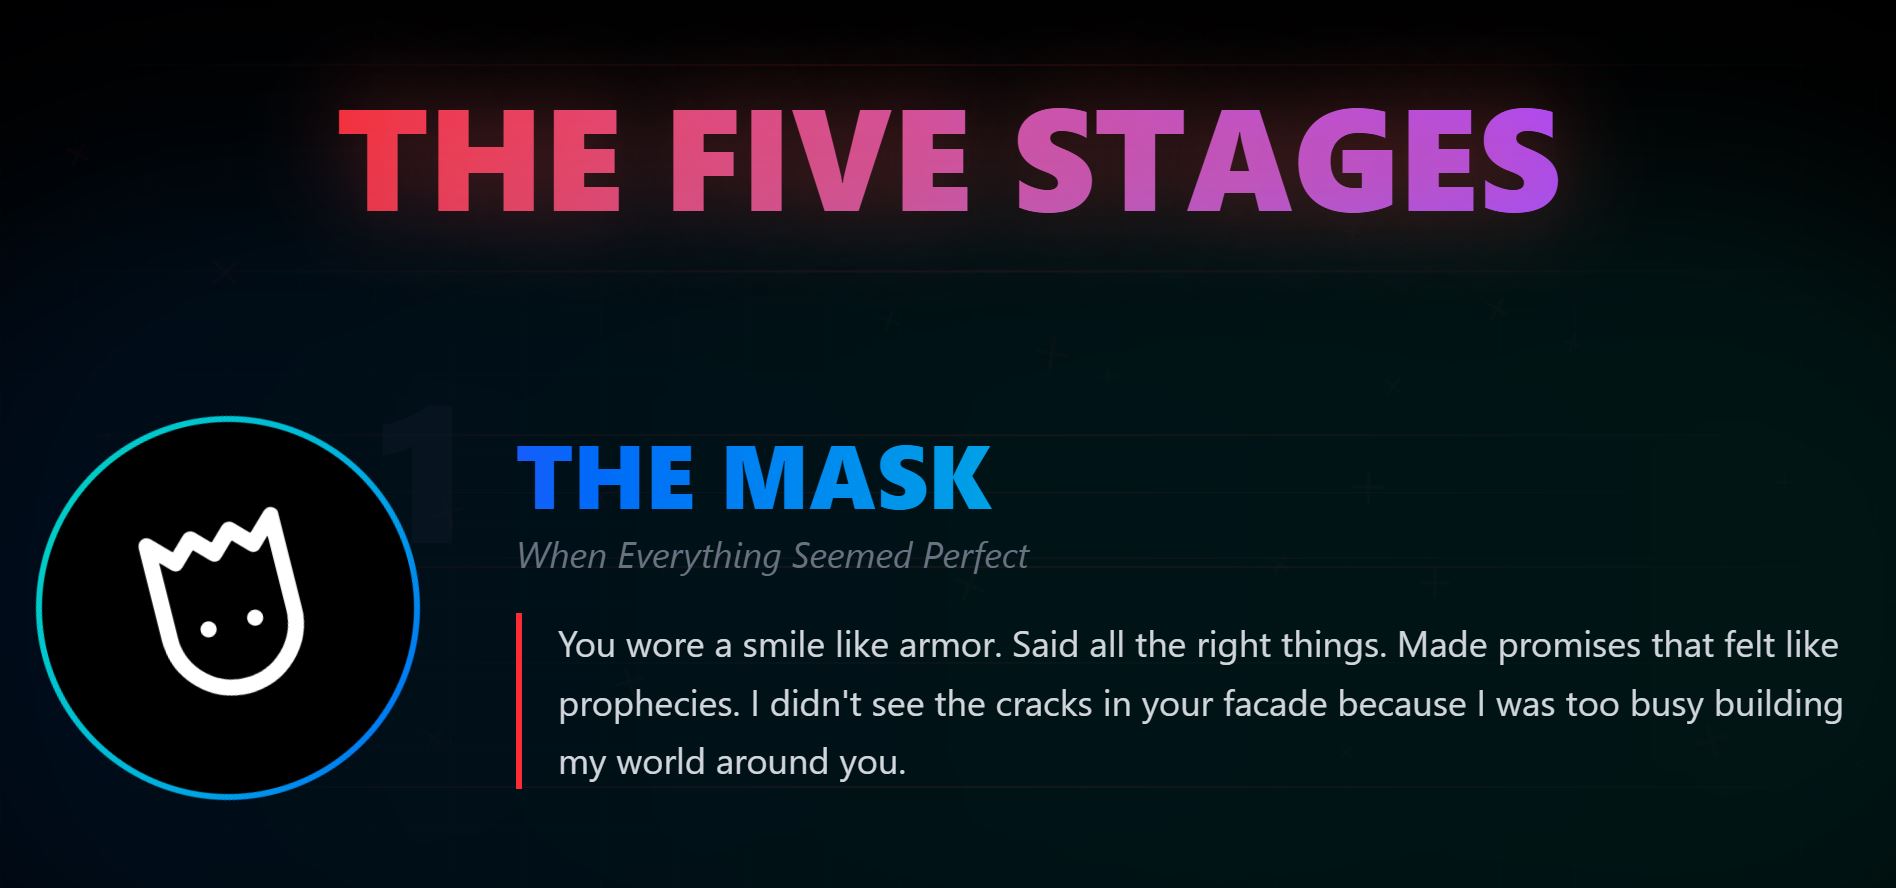 THE FIVE STAGES
1
THE MASK
When Everything Seemed Perfect
You wore a smile like armor. Said all the right things. Made promises that felt like
prophecies. I didn't see the cracks in your facade because I was too busy building
my world around you.